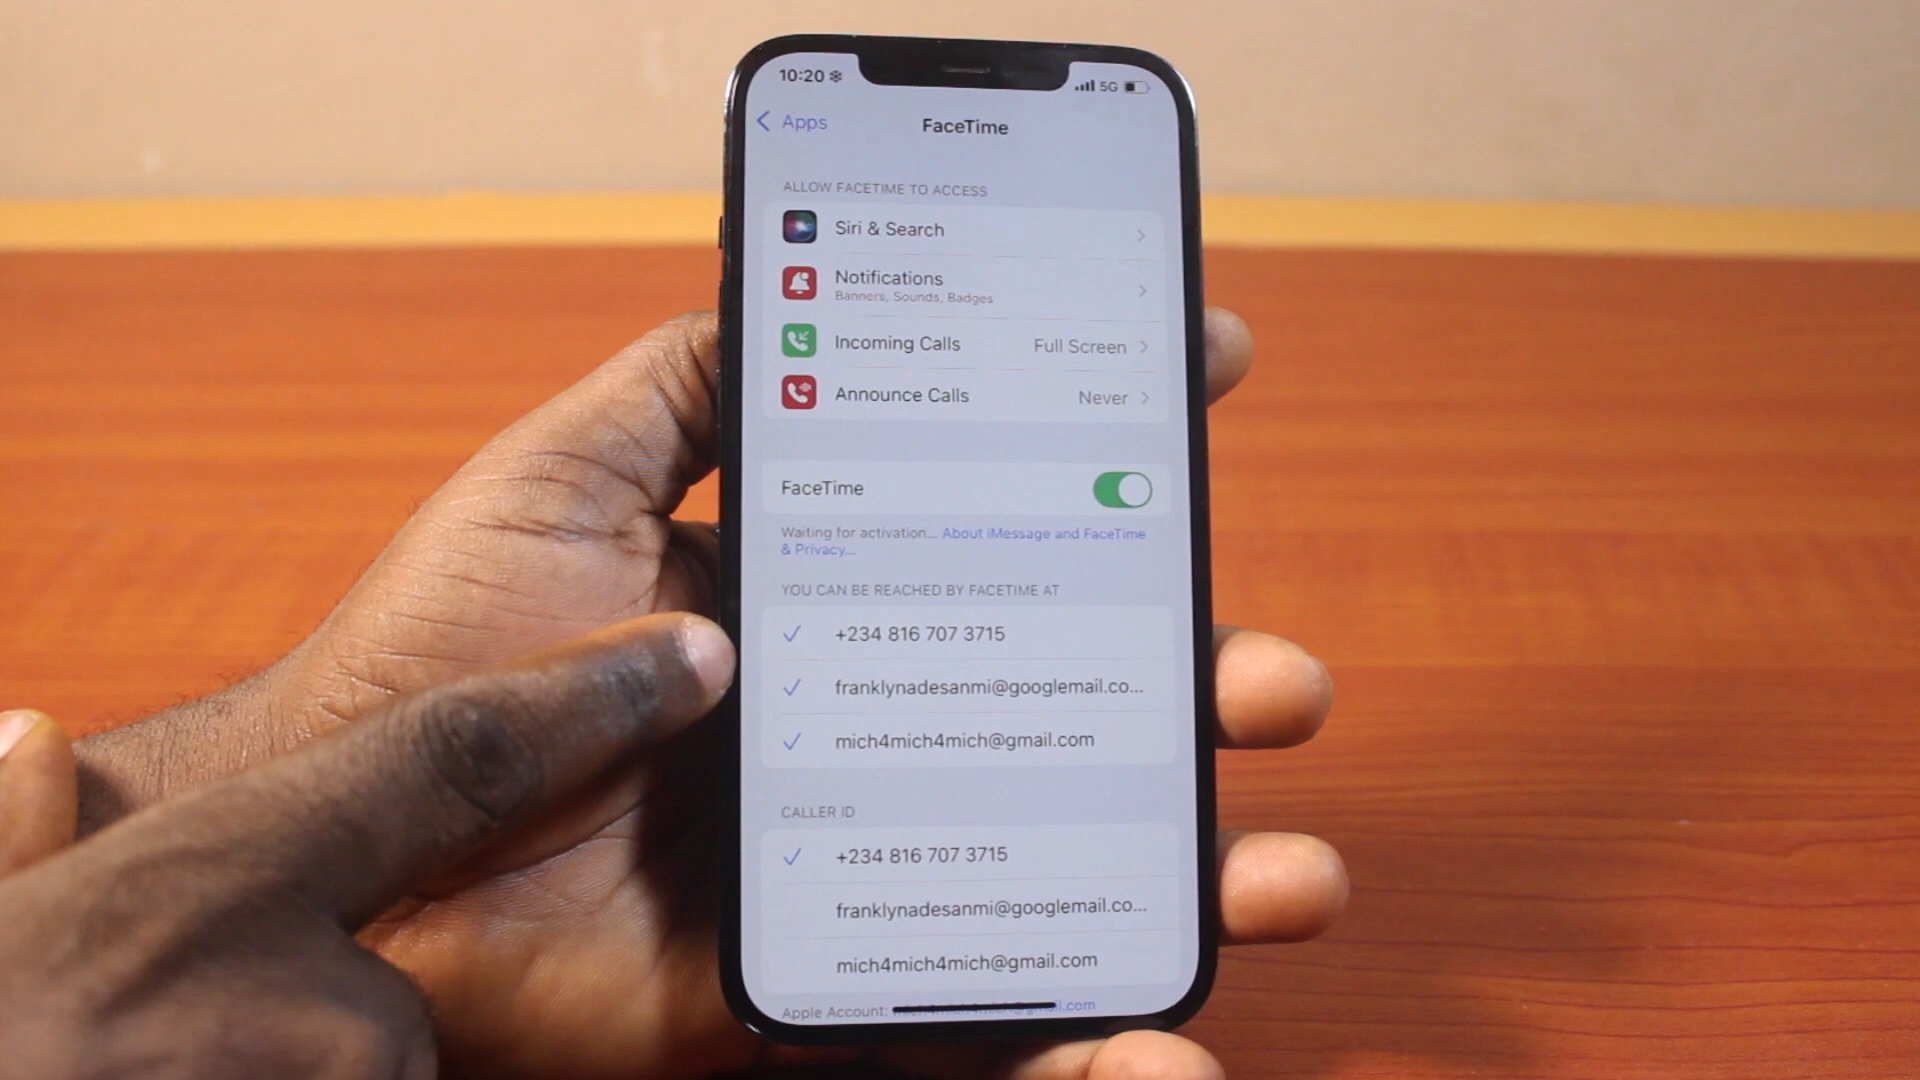 10:20
5G
Apps
FaceTime
ALLOW FACETIME TO ACCESS
Siri & Search
Notifications
Banners, Sounds, Badges
Incoming Calls Full Screen
Announce Calls Never
FaceTime
Waiting for activation... About iMessage and FaceTime
& Privacy...
YOU CAN BE REACHED BY FACETIME AT
+234 816 707 3715
franklynadesanmi@googlemail.co...
mich4mich4mich@gmail.com
CALLER ID
+234 816 707 3715
franklynadesanmi@googlemail.co...
mich4mich4mich@gmail.com
Apple Account: mich4mich4mich@gmail.com